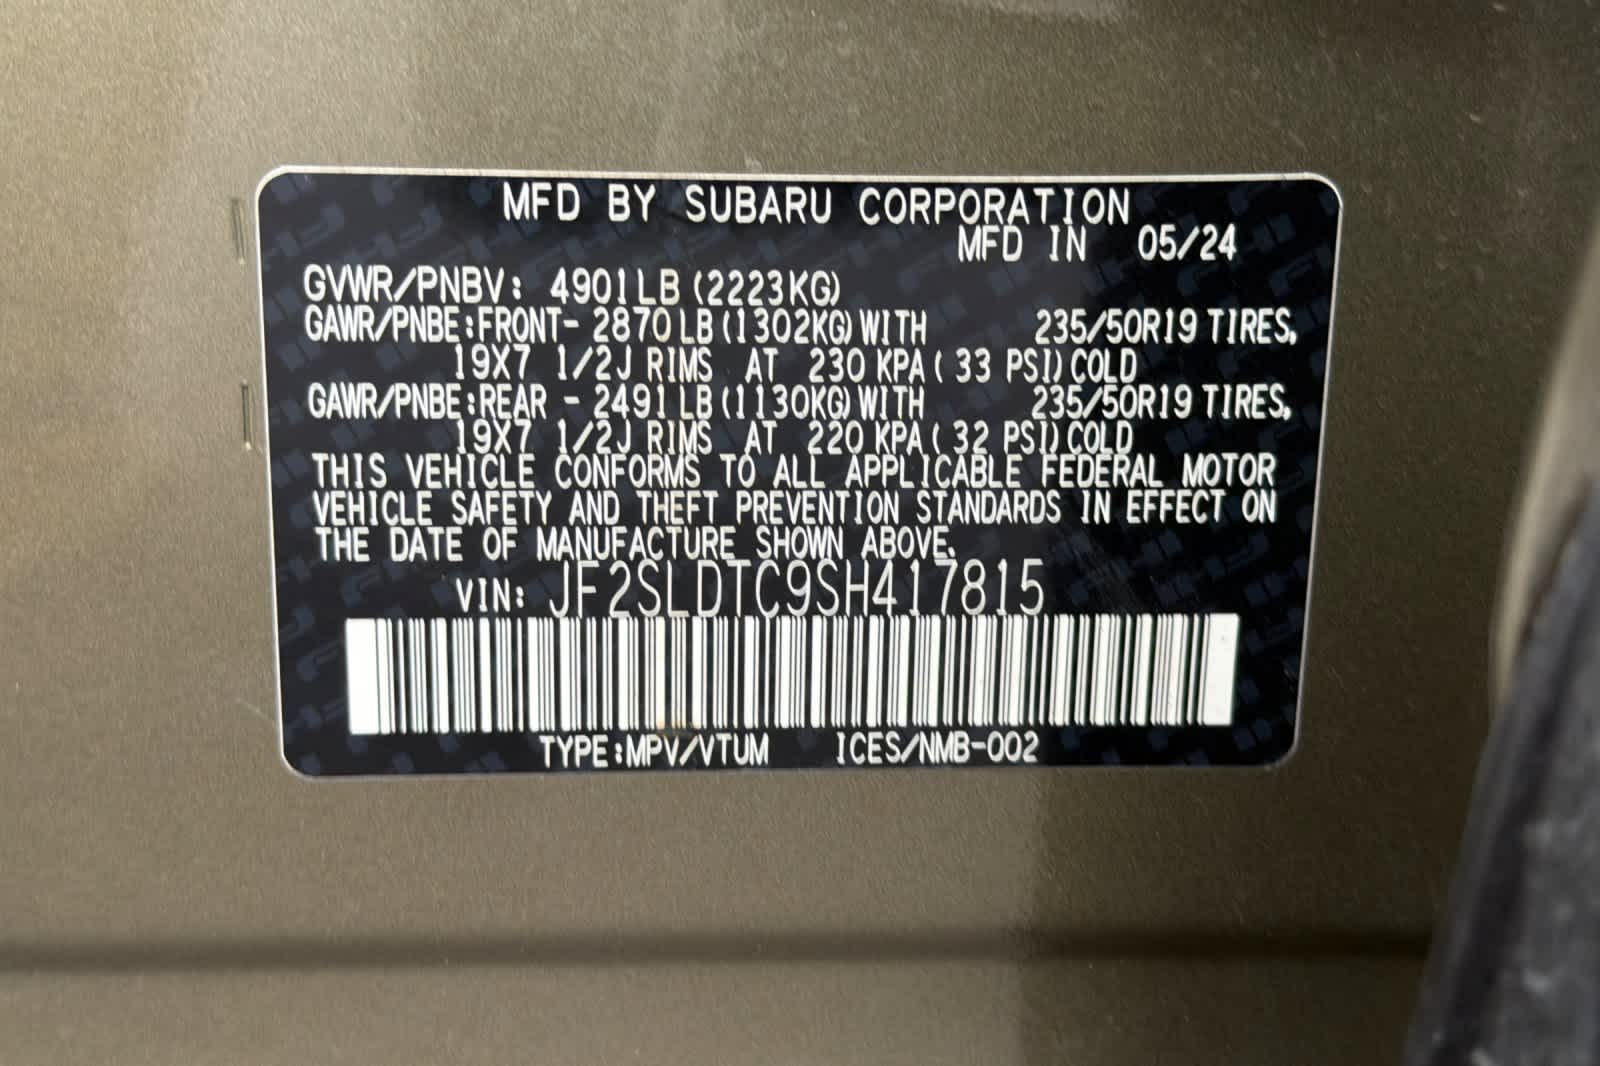 MFD BY SUBARU CORPORATION
MFD IN 05/24
GVWR/PNBV: 4901LB (2223KG)
GAWR/PNBE:FRONT- 2870LB(1302KG)WITH 235/50R19 TIRES,
19X7 1/2J RIMS AT 230 KPA( 33 PSI)COLD
GAWR/PNBE:REAR - 2491LB(1130KG)WITH 235/50R19 TIRES,
19X7 1/2J RIMS AT 220 KPA( 32 PSI)COLD
THIS VEHICLE CONFORMS TO ALL APPLICABLE FEDERAL MOTOR
VEHICLE SAFETY AND THEFT PREVENTION STANDARDS IN EFFECT ON
THE DATE OF MANUFACTURE SHOWN ABOVE.
VIN: JF2SLDTC9SH417815
TYPE:MPV/VTUM ICES/NMB-002